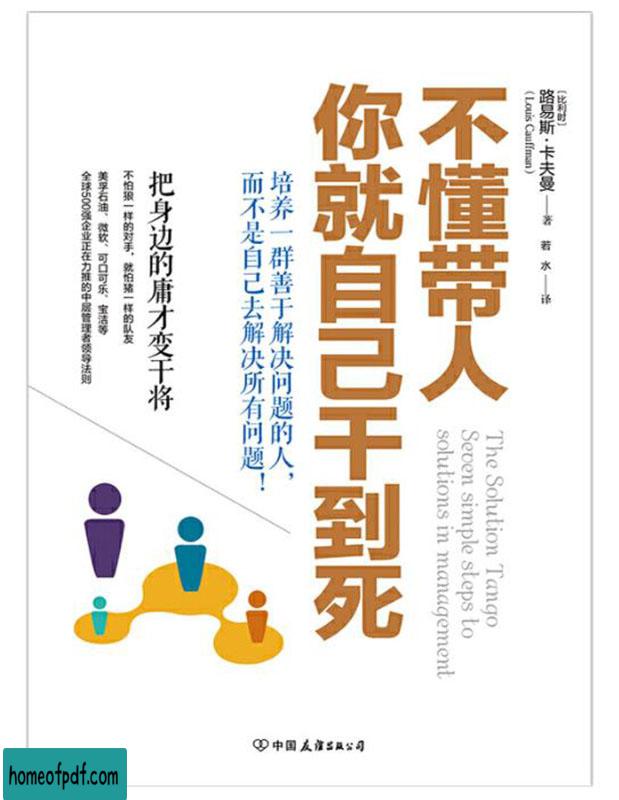 [比利时]
路易斯·卡夫曼
(Louis Cauffman)
——著
若水——译
不懂带人
你就自己干到死
The Solution Tango
Seven simple steps to
solutions in management
培养一群善于解决问题的人，
而不是自己去解决所有问题！
把身边的庸才变干将
不怕狼一样的对手，就怕猪一样的队友
美孚石油、微软、可口可乐、宝洁等
全球500强企业正在力推的中层管理者领导法则
中国友谊出版公司
homeofpdf.com